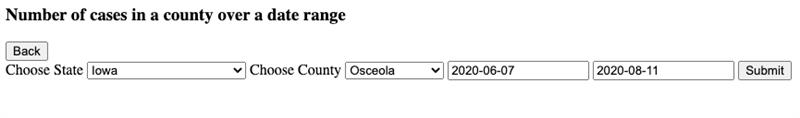 Number of cases in a county over a date range
Back
Choose State Iowa Choose County Osceola 2020-06-07 2020-08-11 Submit